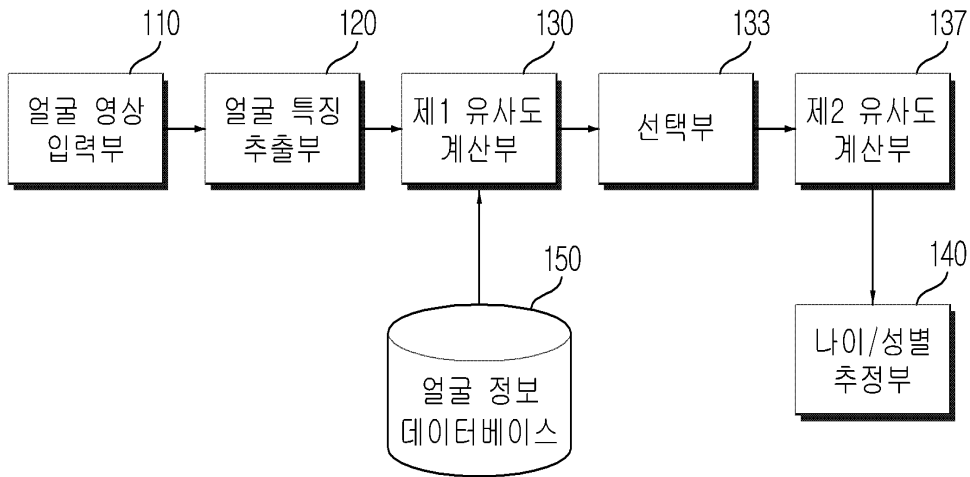 110
120
130
133
137
얼굴 영상
입력부
얼굴 특징
추출부
제1 유사도
계산부
선택부
제2 유사도
계산부
150
140
얼굴 정보
데이터베이스
나이/성별
추정부